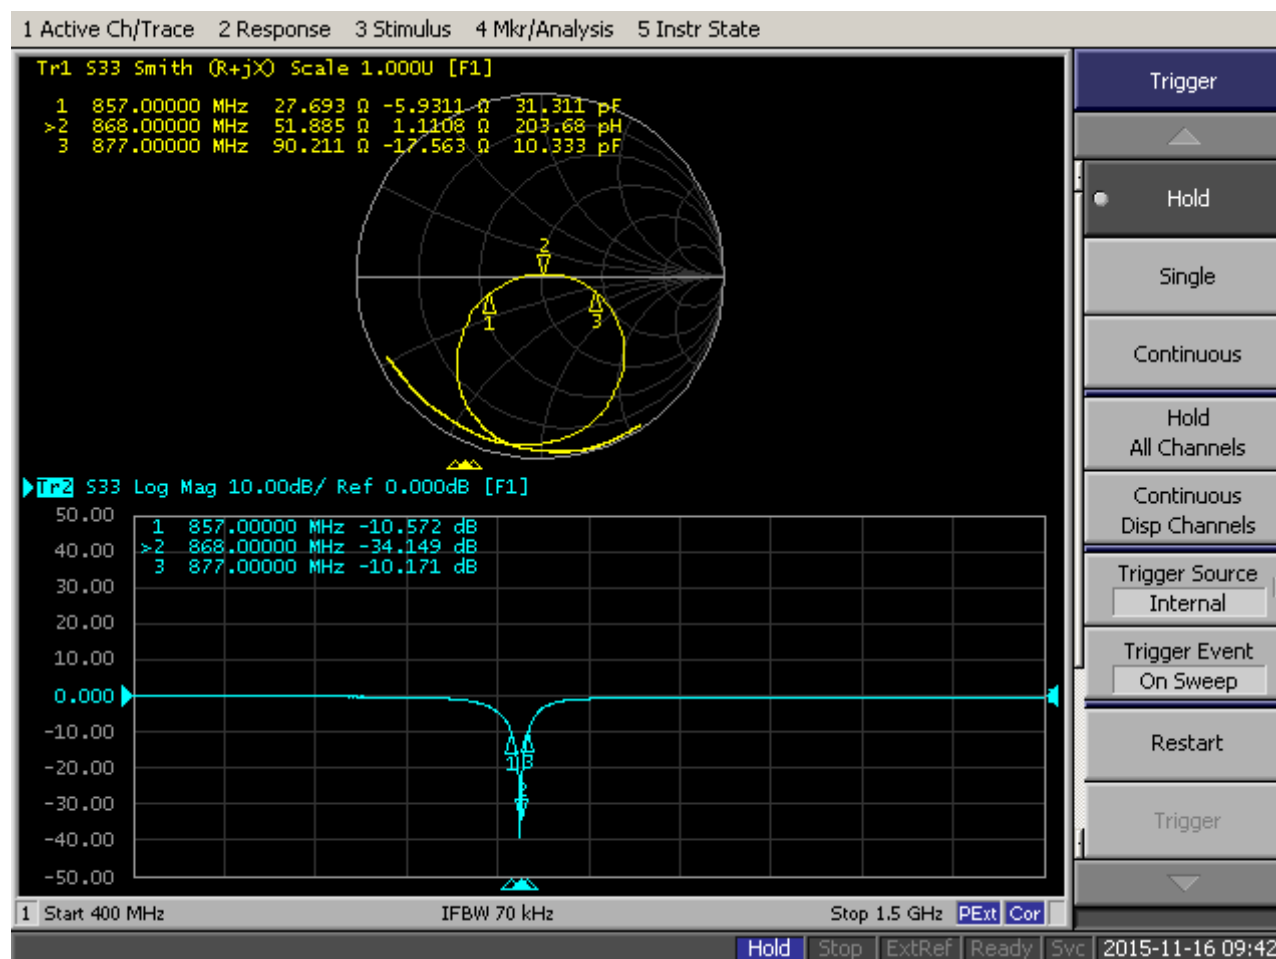 1 Active Ch/Trace 2 Response 3 Stimulus 4 Mkr/Analysis 5 Instr State
Tr1 S33 Smith (R+jX) Scale 1.000U [F1]
1 857.00000 MHz 27.693 Ω -5.9311 Ω 31.311 pF
>2 868.00000 MHz 51.885 Ω 1.1108 Ω 203.68 pH
3 877.00000 MHz 90.211 Ω -17.563 Ω 10.333 pF
2
1
3
Tr2 S33 Log Mag 10.00dB/ Ref 0.000dB [F1]
50.00
40.00
30.00
20.00
10.00
0.000
-10.00
-20.00
-30.00
-40.00
-50.00
1 857.00000 MHz -10.572 dB
>2 868.00000 MHz -34.149 dB
3 877.00000 MHz -10.171 dB
1 3
2
1 Start 400 MHz IFBW 70 kHz Stop 1.5 GHz PExt Cor
Trigger
Hold
Single
Continuous
Hold
All Channels
Continuous
Disp Channels
Trigger Source
Internal
Trigger Event
On Sweep
Restart
Trigger
Hold Stop ExtRef Ready Svc 2015-11-16 09:42